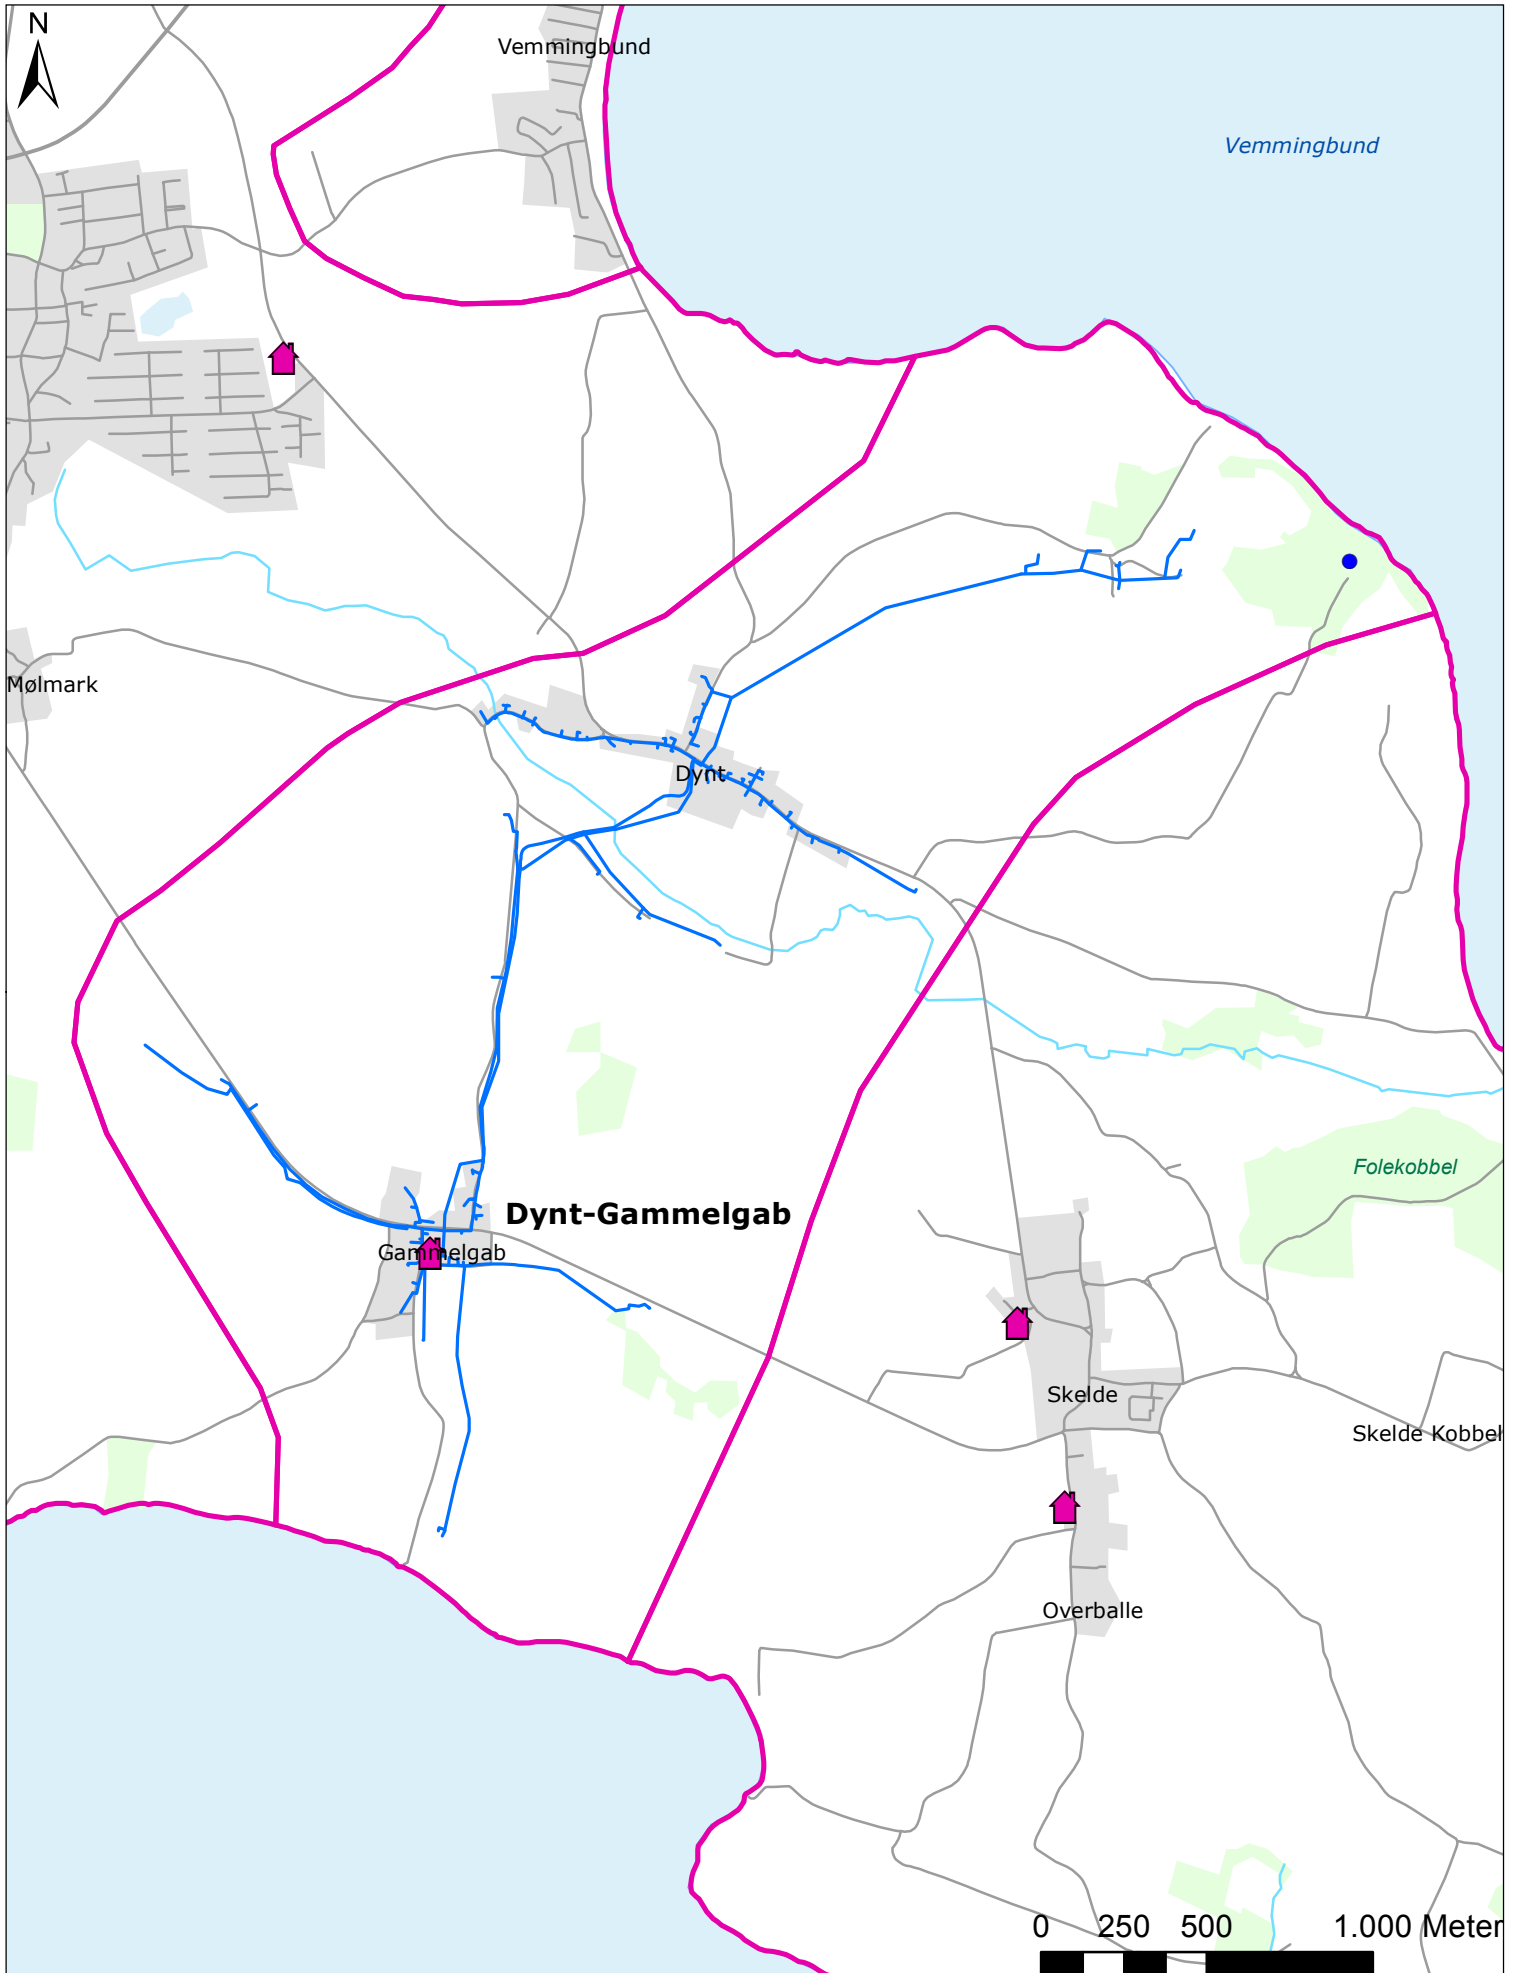 N
Vemmingbund
Vemmingbund
Mølmark
Dynt
Folekobbel
Dynt-Gammelgab
Gammelgab
Skelde
Skelde Kobbel
Overballe
0 250 500 1.000 Meter